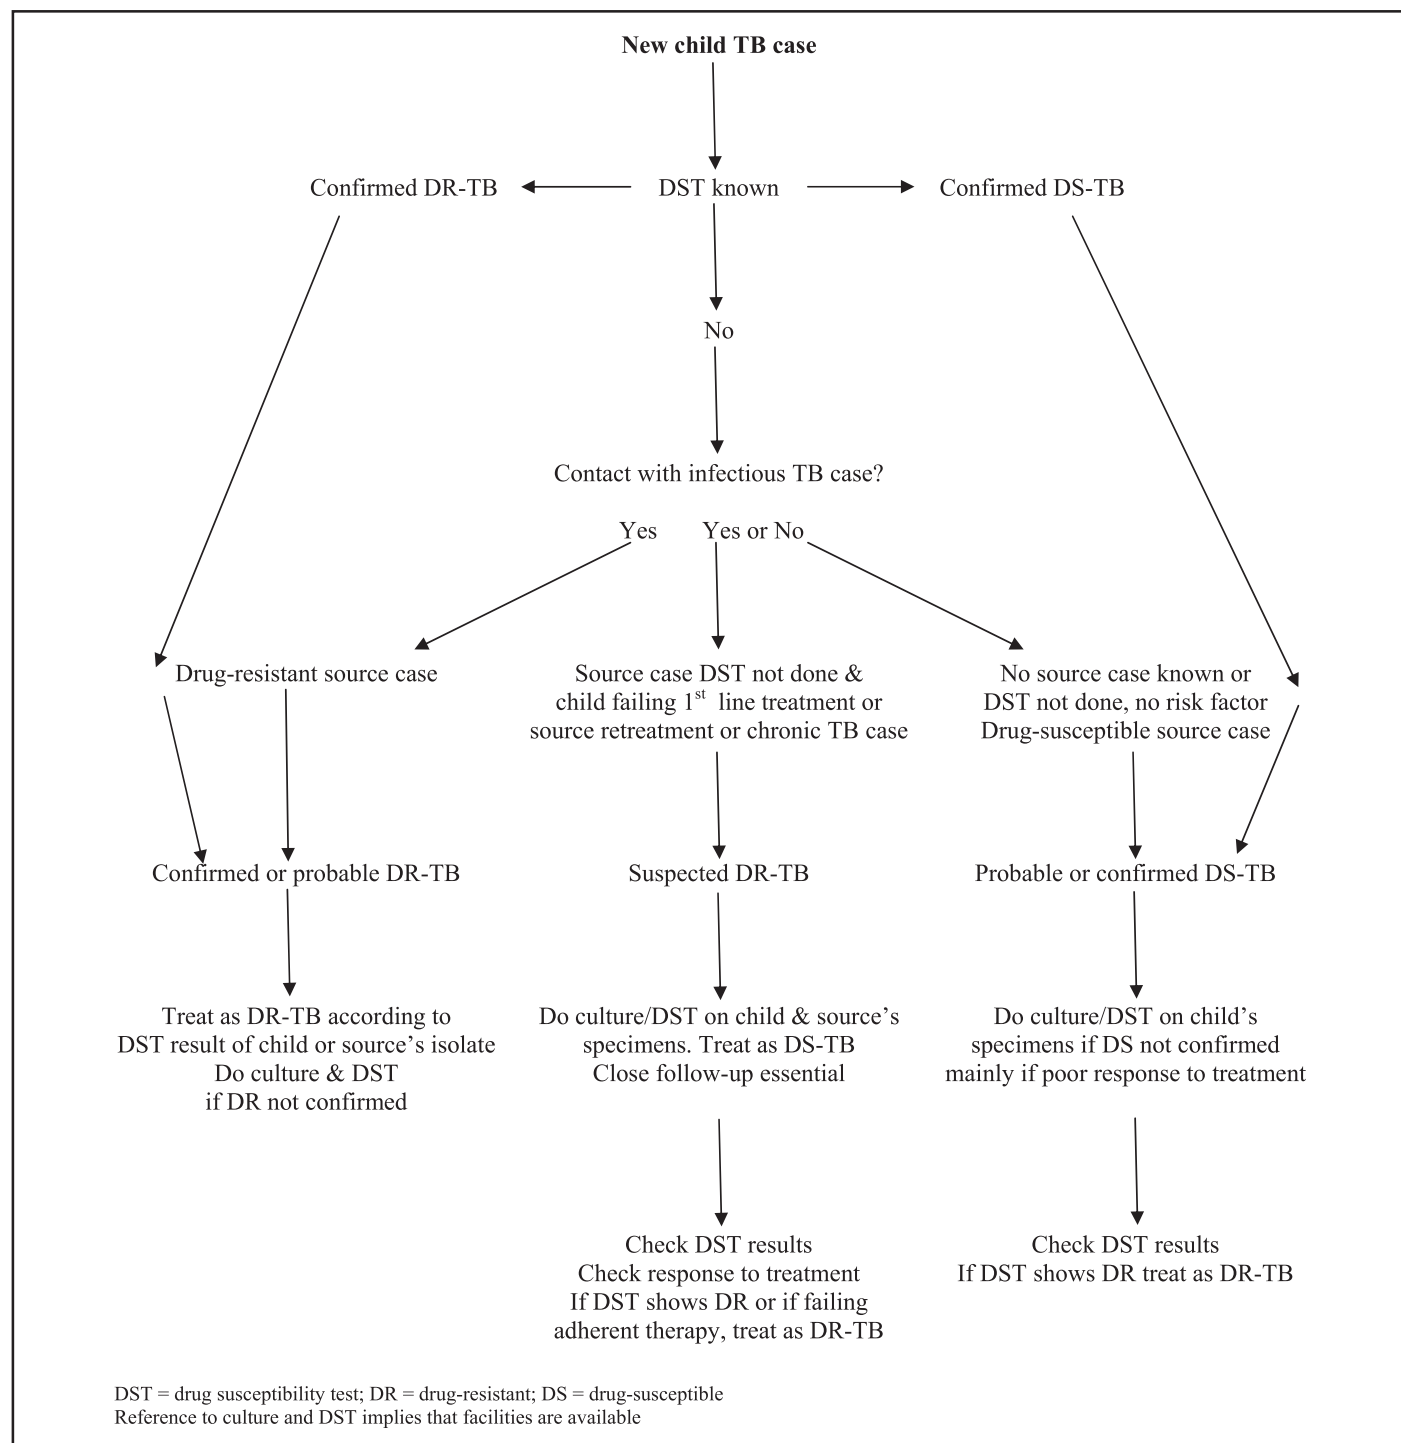 New child TB case
Confirmed DR-TB
DST known
Confirmed DS-TB
No
Contact with infectious TB case?
Yes
Yes or No
Drug-resistant source case
Source case DST not done &
child failing 1st line treatment or
source retreatment or chronic TB case
No source case known or
DST not done, no risk factor
Drug-susceptible source case
Confirmed or probable DR-TB
Suspected DR-TB
Probable or confirmed DS-TB
Treat as DR-TB according to
DST result of child or source's isolate
Do culture & DST
if DR not confirmed
Do culture/DST on child & source's
specimens. Treat as DS-TB
Close follow-up essential
Do culture/DST on child's
specimens if DS not confirmed
mainly if poor response to treatment
Check DST results
Check response to treatment
If DST shows DR or if failing
adherent therapy, treat as DR-TB
Check DST results
If DST shows DR treat as DR-TB
DST = drug susceptibility test; DR = drug-resistant; DS = drug-susceptible
Reference to culture and DST implies that facilities are available